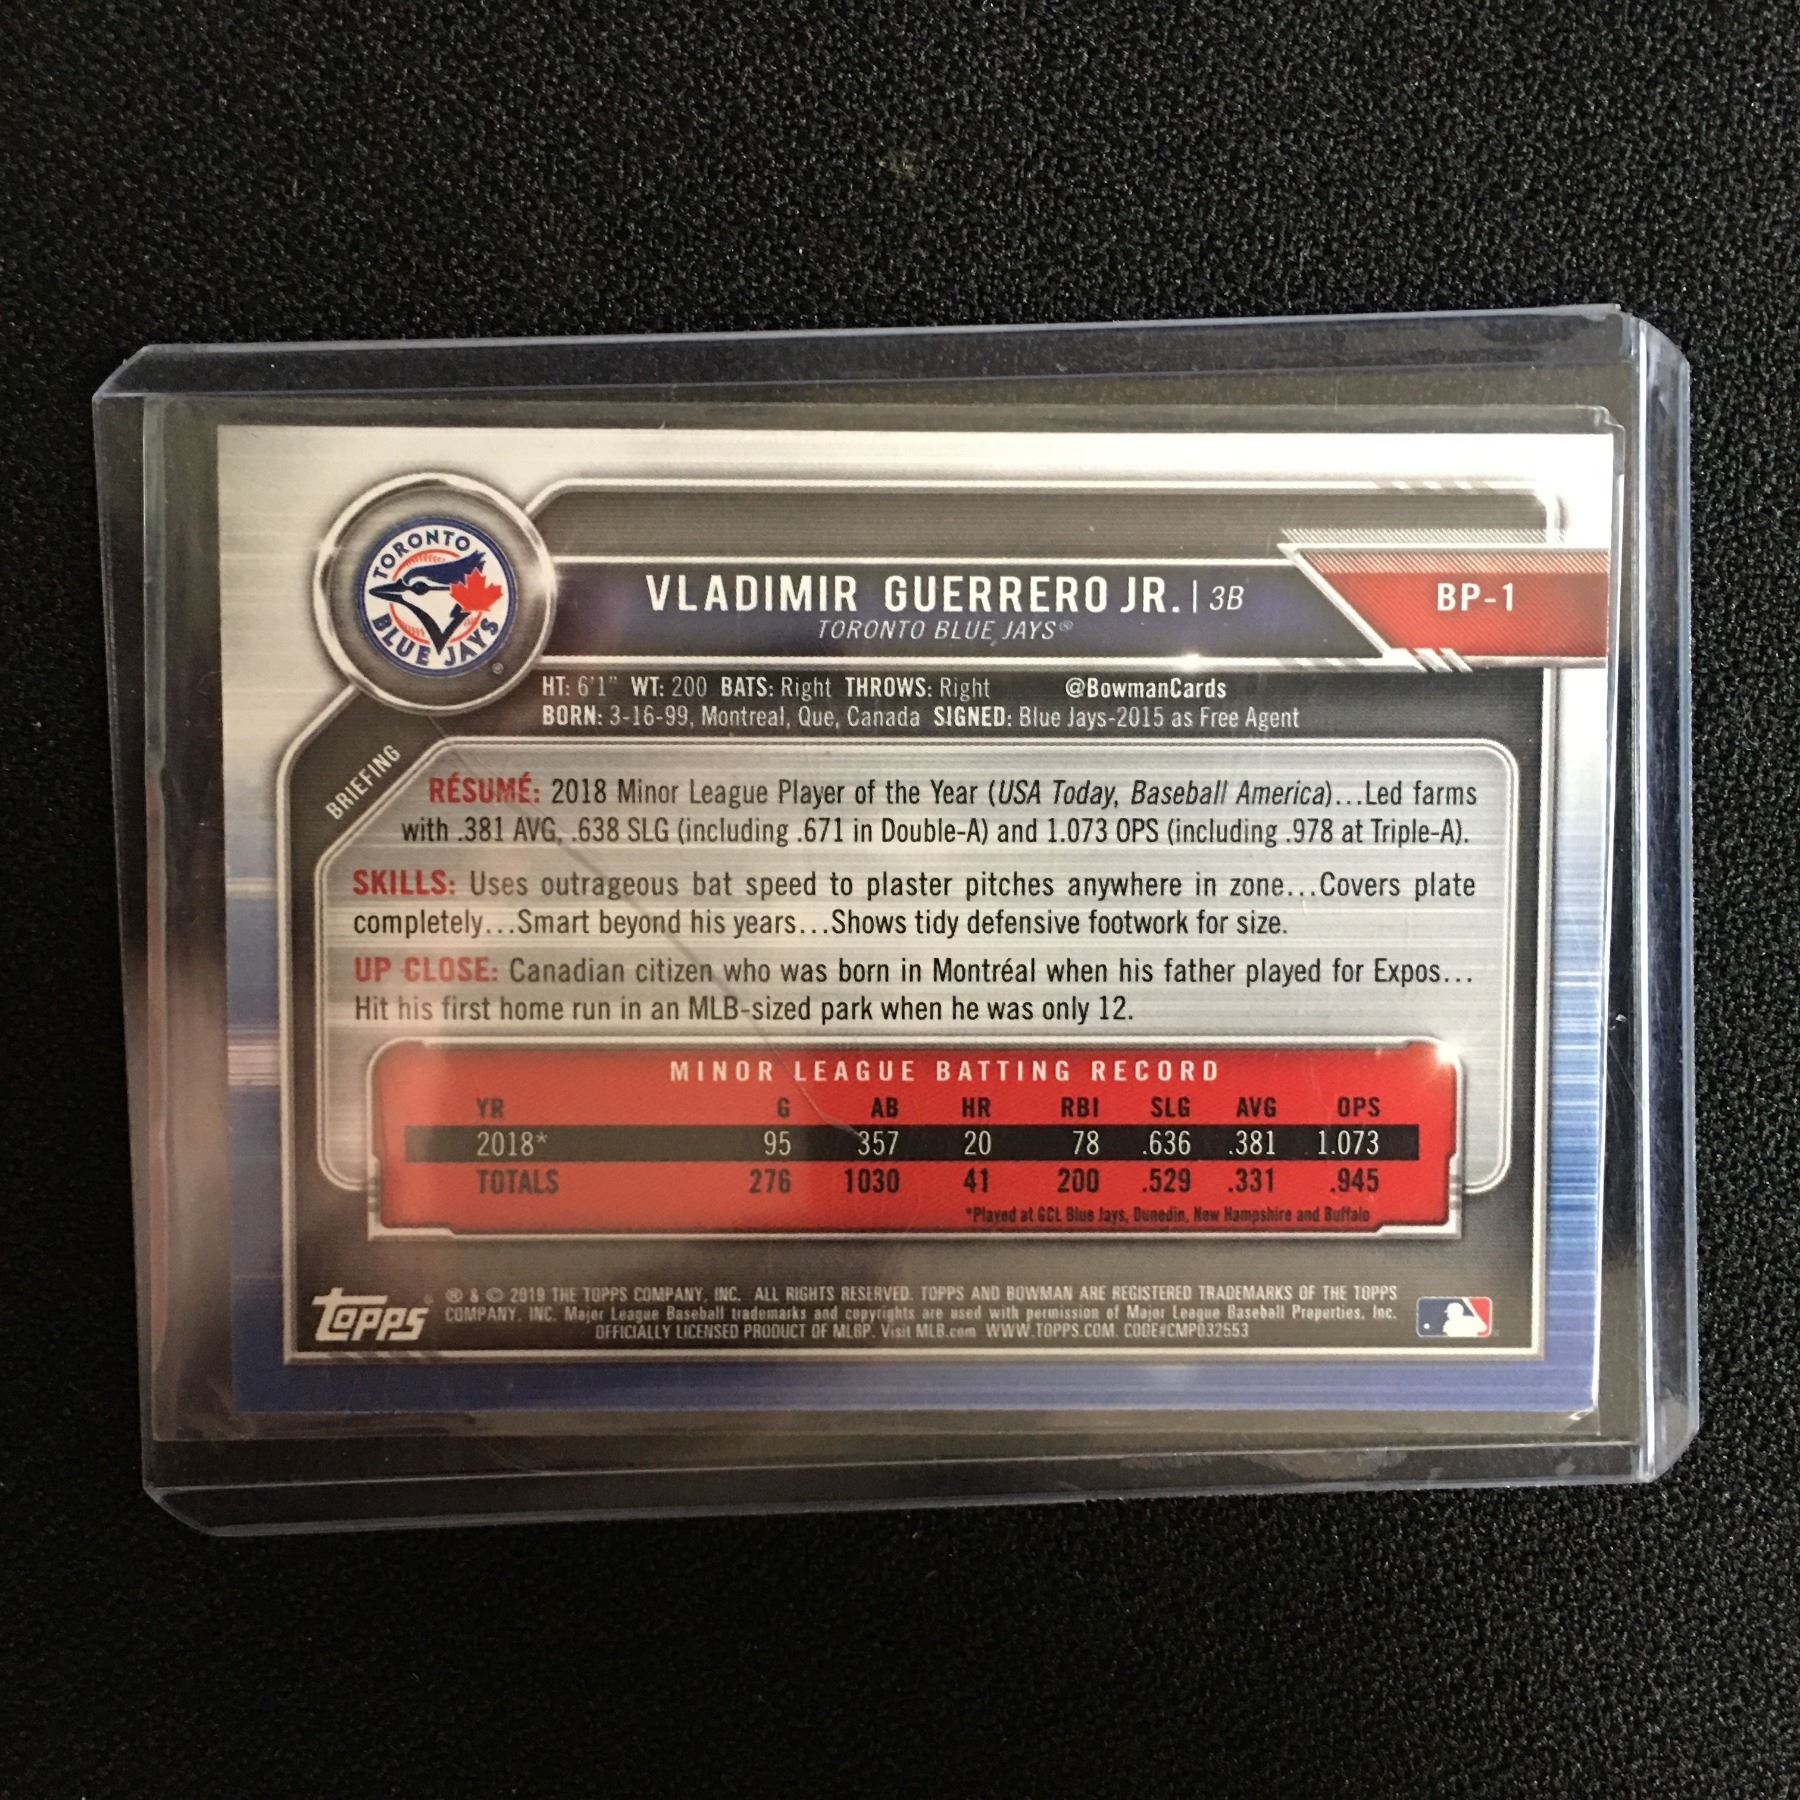 TORONTO
BLUE JAYS
VLADIMIR GUERRERO JR. | 3B
BP-1
TORONTO BLUE JAYS®
HT: 6'1" WT: 200 BATS: Right THROWS: Right @BowmanCards
BORN: 3-16-99, Montreal, Que, Canada SIGNED: Blue Jays-2015 as Free Agent
BRIEFING
RÉSUMÉ: 2018 Minor League Player of the Year (USA Today, Baseball America)...Led farms
with .381 AVG, .638 SLG (including .671 in Double-A) and 1.073 OPS (including .978 at Triple-A).
SKILLS: Uses outrageous bat speed to plaster pitches anywhere in zone...Covers plate
completely...Smart beyond his years...Shows tidy defensive footwork for size.
UP CLOSE: Canadian citizen who was born in Montréal when his father played for Expos...
Hit his first home run in an MLB-sized park when he was only 12.
MINOR LEAGUE BATTING RECORD
YR G AB HR RBI SLG AVG OPS
2018* 95 357 20 78 .636 .381 1.073
TOTALS 276 1030 41 200 .529 .331 .945
*Played at GCL Blue Jays, Dunedin, New Hampshire and Buffalo
TOPPS
® & © 2019 THE TOPPS COMPANY, INC. ALL RIGHTS RESERVED. TOPPS AND BOWMAN ARE REGISTERED TRADEMARKS OF THE TOPPS
COMPANY, INC. Major League Baseball trademarks and copyrights are used with permission of Major League Baseball Properties, Inc.
OFFICIALLY LICENSED PRODUCT OF MLBP. Visit MLB.com WWW.TOPPS.COM. CODE#CMP032553